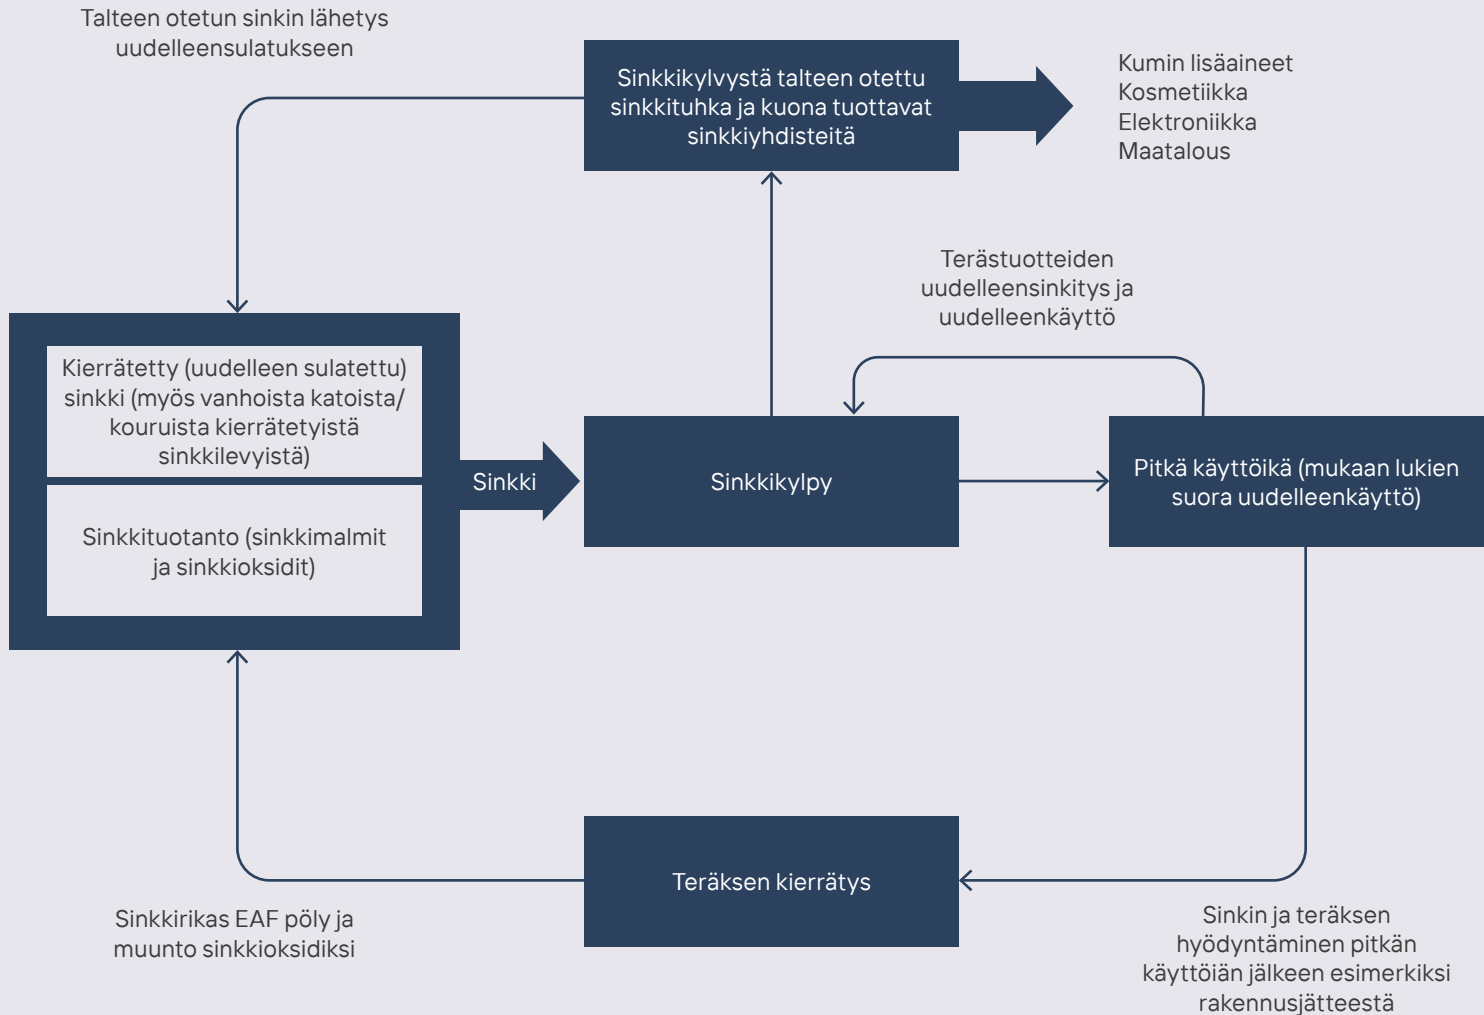 Talteen otetun sinkin lähetys
uudelleensulatukseen
Sinkkikylvystä talteen otettu
sinkkituhka ja kuona tuottavat
sinkkiyhdisteitä
Kumin lisäaineet
Kosmetiikka
Elektroniikka
Maatalous
Terästuotteiden
uudelleensinkitys ja
uudelleenkäyttö
Kierrätetty (uudelleen sulatettu)
sinkki (myös vanhoista katoista/
kouruista kierrätetyistä
sinkkilevyistä)
Sinkkituotanto (sinkkimalmit
ja sinkkioksidit)
Sinkki
Sinkkikylpy
Pitkä käyttöikä (mukaan lukien
suora uudelleenkäyttö)
Teräksen kierrätys
Sinkkirikas EAF pöly ja
muunto sinkkioksidiksi
Sinkin ja teräksen
hyödyntäminen pitkän
käyttöiän jälkeen esimerkiksi
rakennusjätteestä